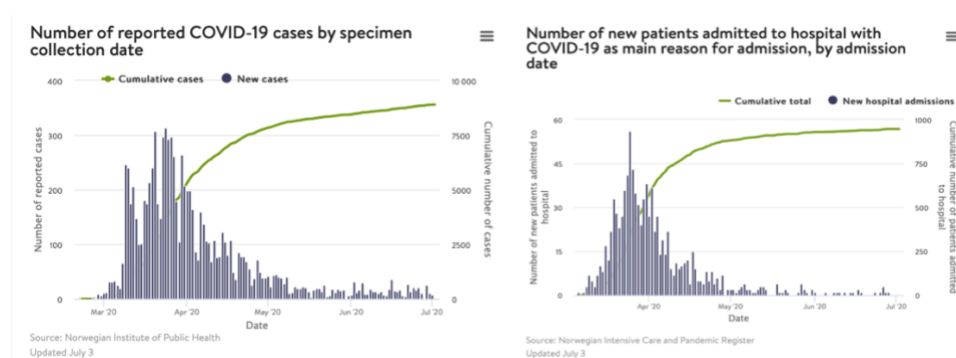 Number of reported COVID-19 cases by specimen
collection date
400
Cumulative cases
New cases
10 000
300
7500
200
5000
100
2500
0
0
Number of reported cases
Cumulative number of cases
Mar '20
Apr '20
May '20
Jun '20
Jul '20
Date
Source: Norwegian Institute of Public Health
Updated July 3
Number of new patients admitted to hospital with
COVID-19 as main reason for admission, by admission
date
Cumulative total
New hospital admissions
60
1000
45
750
30
500
15
250
0
0
Number of new patients admitted to
hospital
Cumulative number of patients admitted
to hospital
Apr '20
May '20
Jun '20
Jul '20
Date
Source: Norwegian Intensive Care and Pandemic Register
Updated July 3